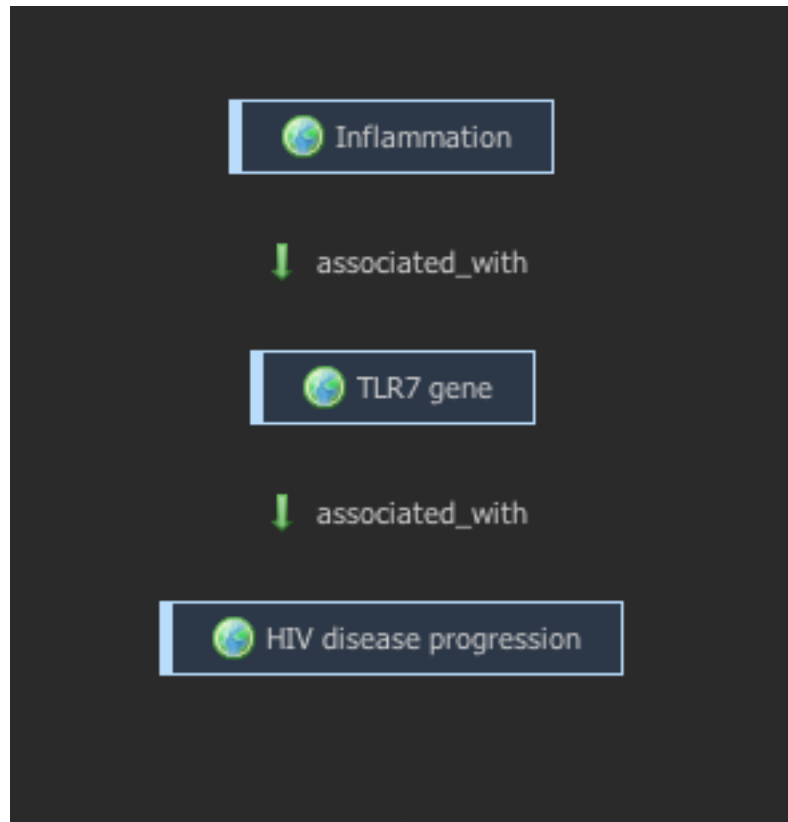 Inflammation
associated_with
TLR7 gene
associated_with
HIV disease progression